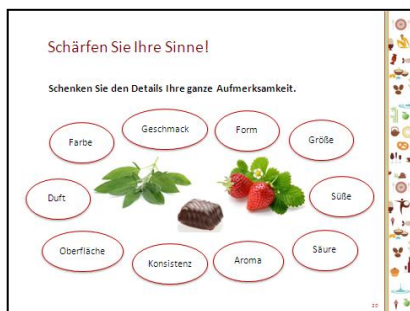 Schärfen Sie Ihre Sinne!
Schenken Sie den Details Ihre ganze Aufmerksamkeit.
Farbe
Geschmack
Form
Größe
Duft
Süße
Oberfläche
Konsistenz
Aroma
Säure